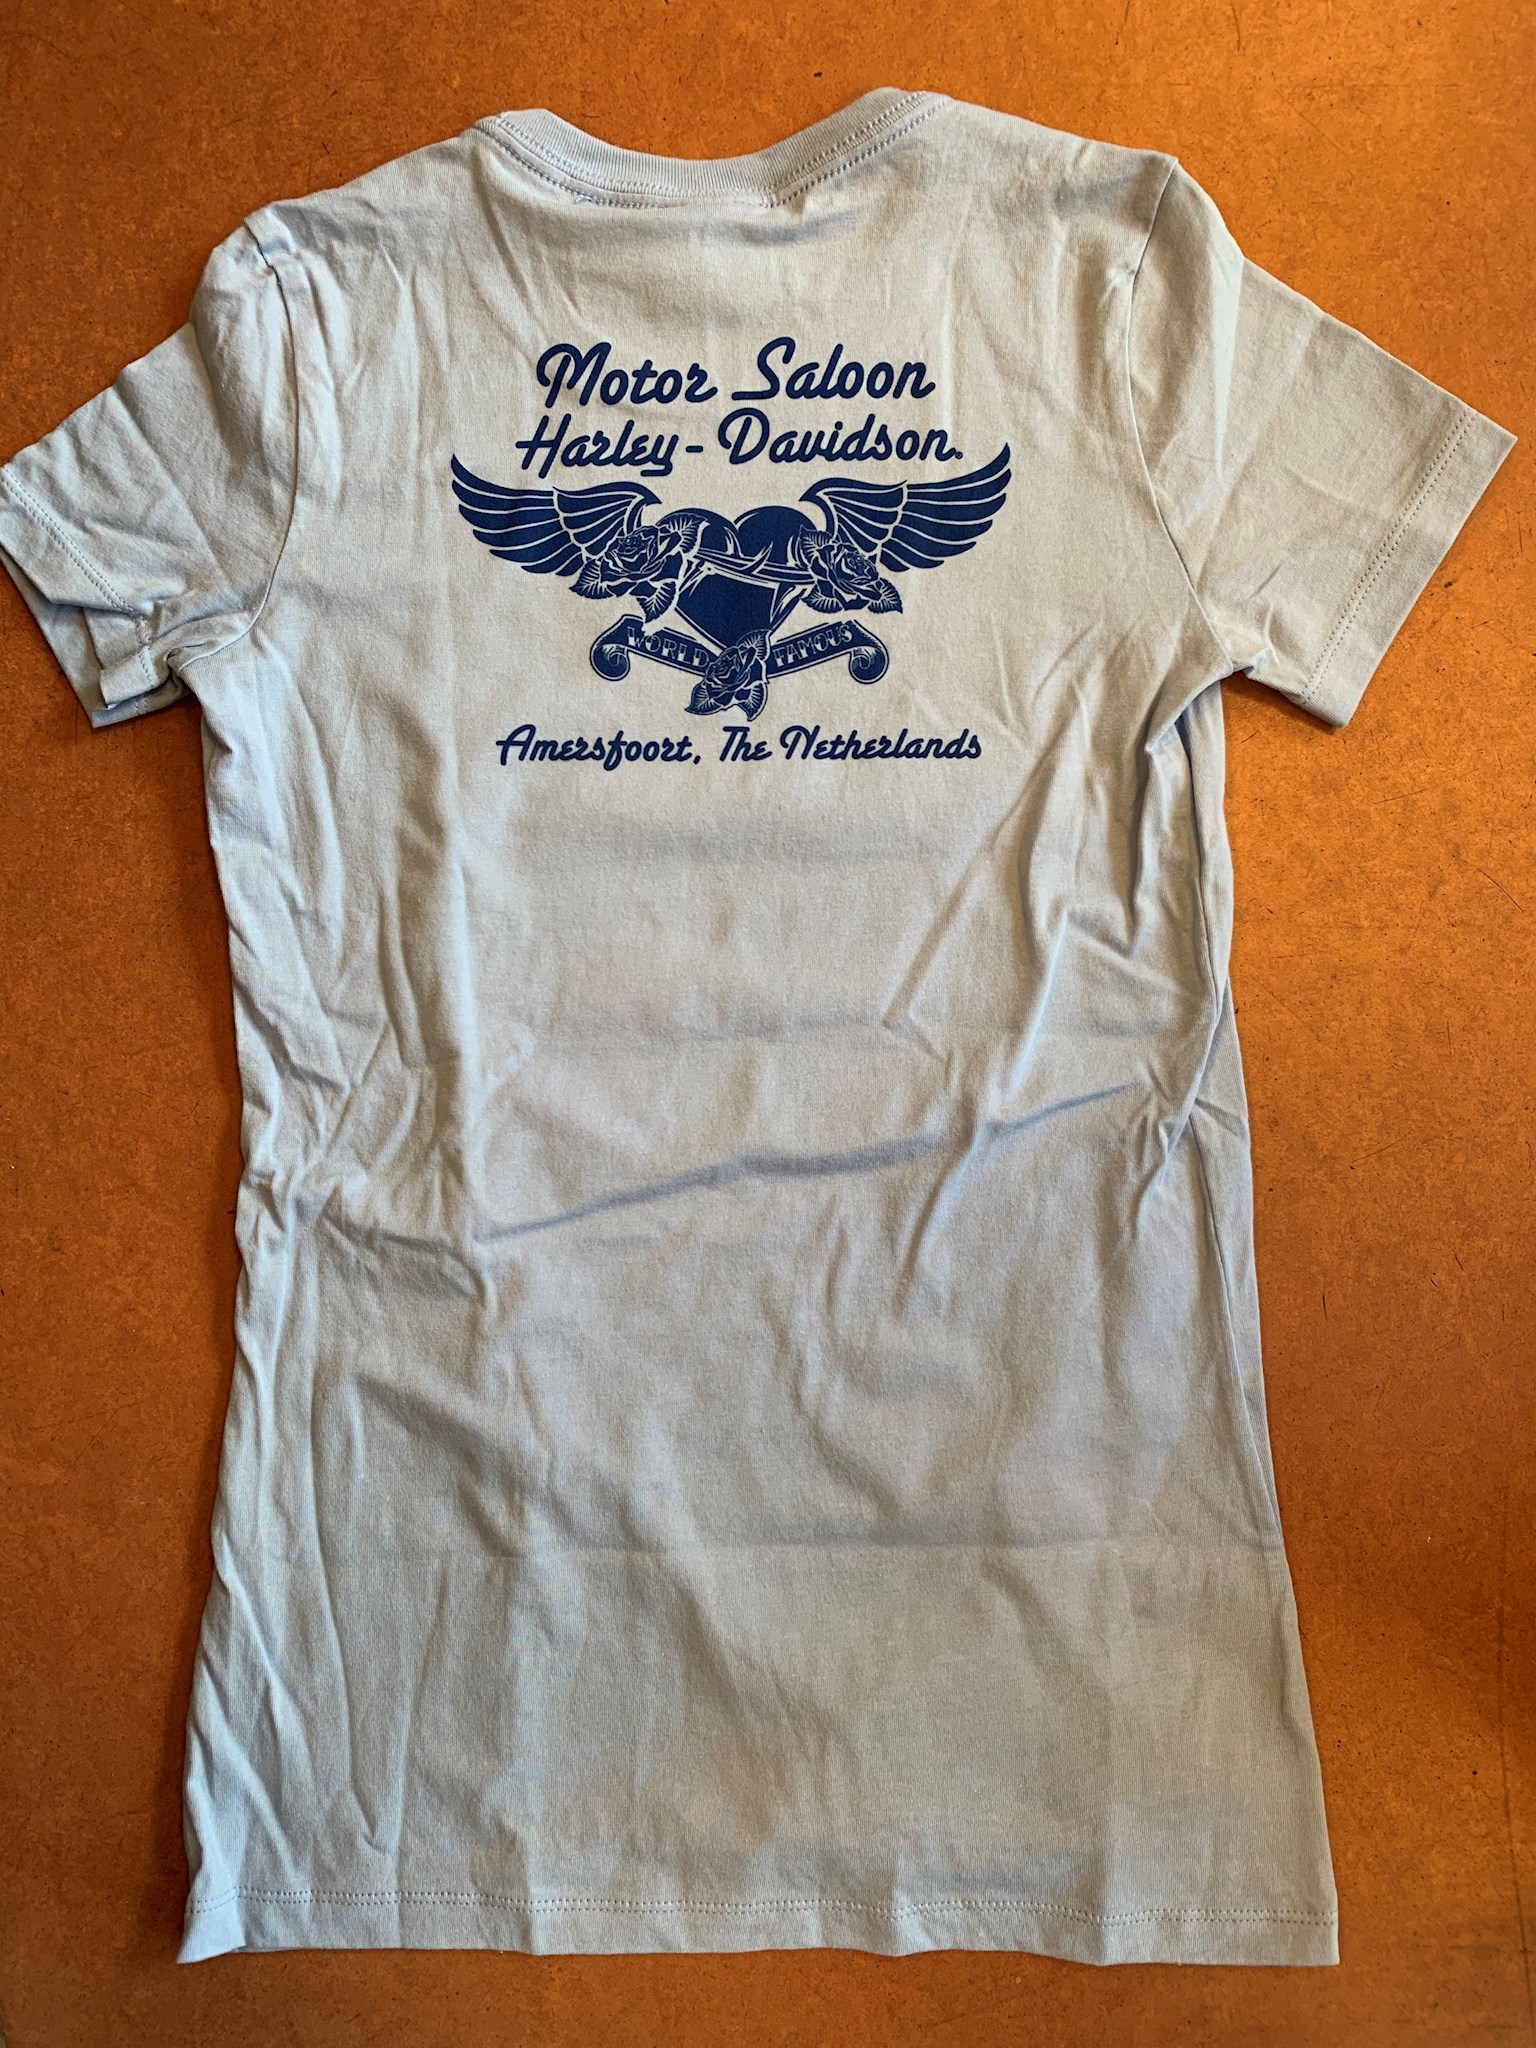 Motor Saloon
Harley-Davidson®
WORLD FAMOUS
Amersfoort, The Netherlands